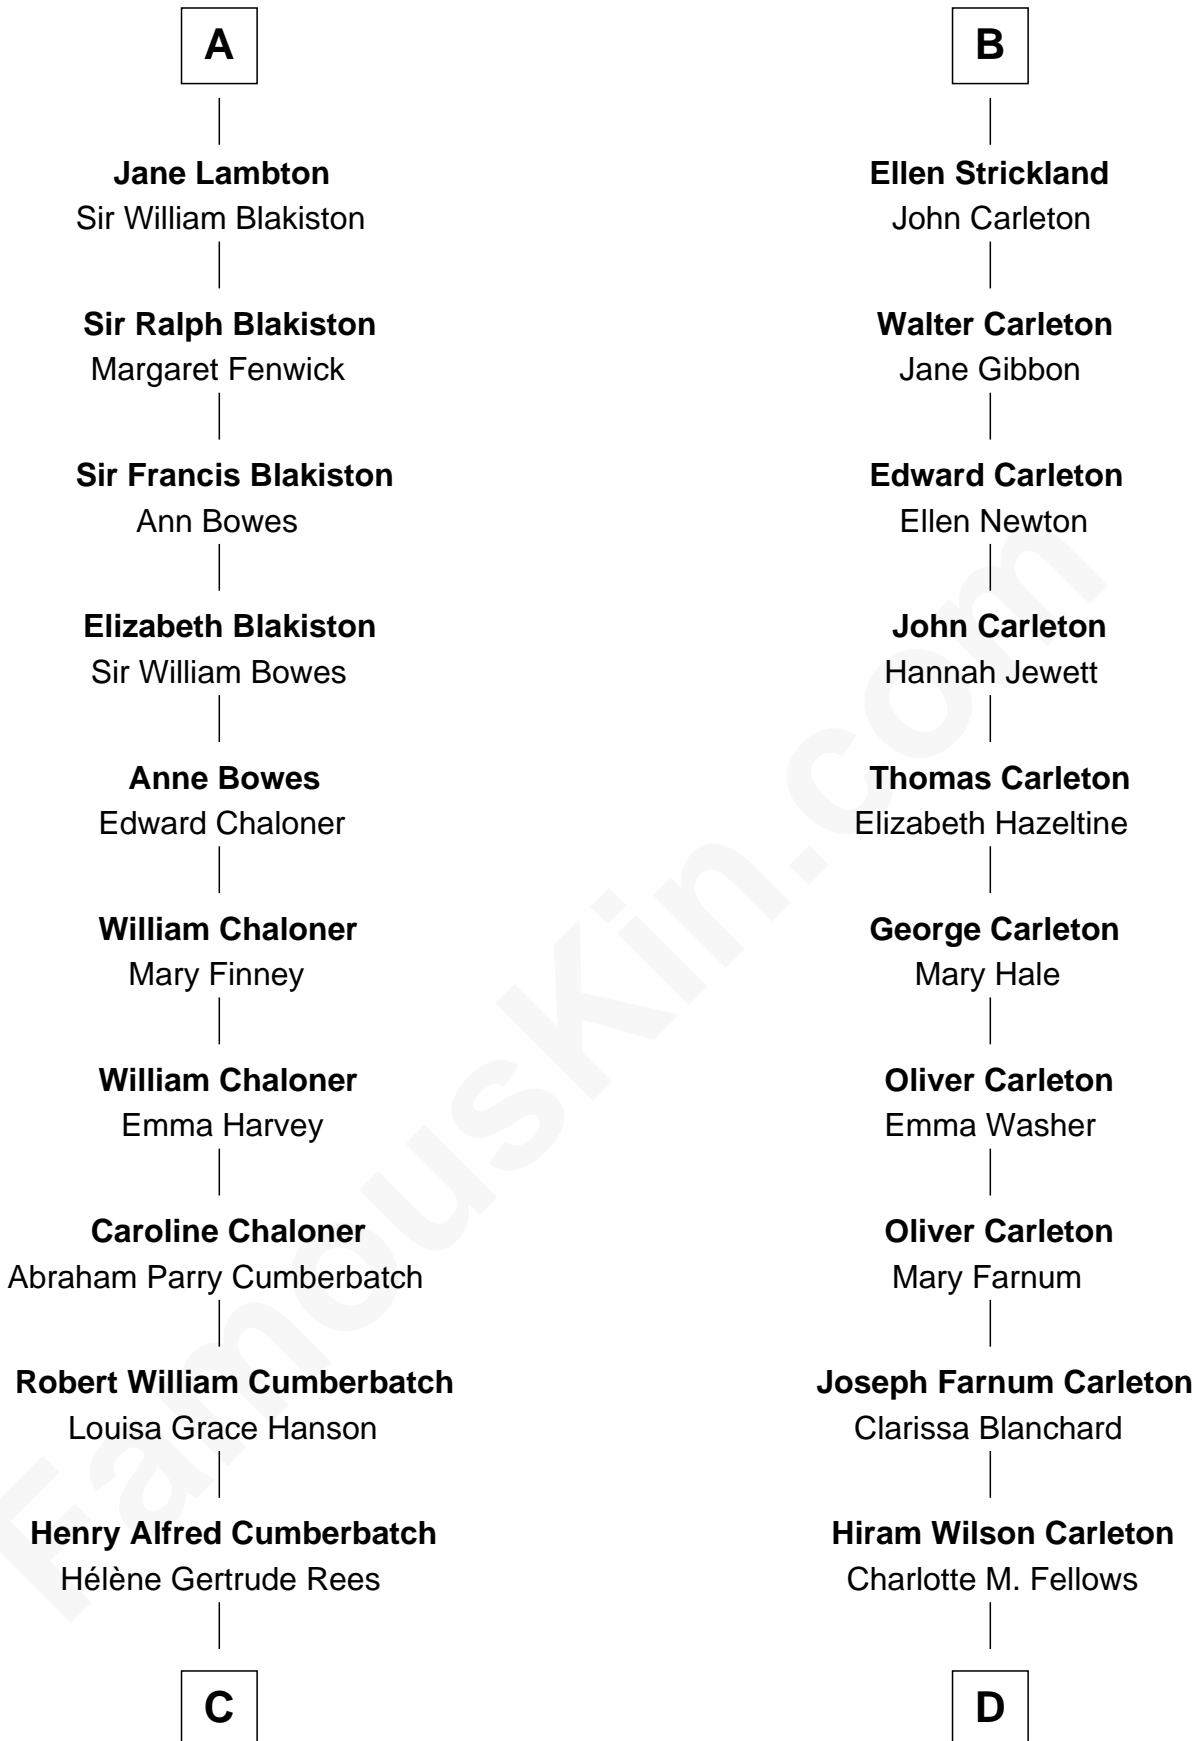 A
Jane Lambton
Sir William Blakiston
Sir Ralph Blakiston
Margaret Fenwick
Sir Francis Blakiston
Ann Bowes
Elizabeth Blakiston
Sir William Bowes
Anne Bowes
Edward Chaloner
William Chaloner
Mary Finney
William Chaloner
Emma Harvey
Caroline Chaloner
Abraham Parry Cumberbatch
Robert William Cumberbatch
Louisa Grace Hanson
Henry Alfred Cumberbatch
Hélène Gertrude Rees
C
B
Ellen Strickland
John Carleton
Walter Carleton
Jane Gibbon
Edward Carleton
Ellen Newton
John Carleton
Hannah Jewett
Thomas Carleton
Elizabeth Hazeltine
George Carleton
Mary Hale
Oliver Carleton
Emma Washer
Oliver Carleton
Mary Farnum
Joseph Farnum Carleton
Clarissa Blanchard
Hiram Wilson Carleton
Charlotte M. Fellows
D
FamousKin.com